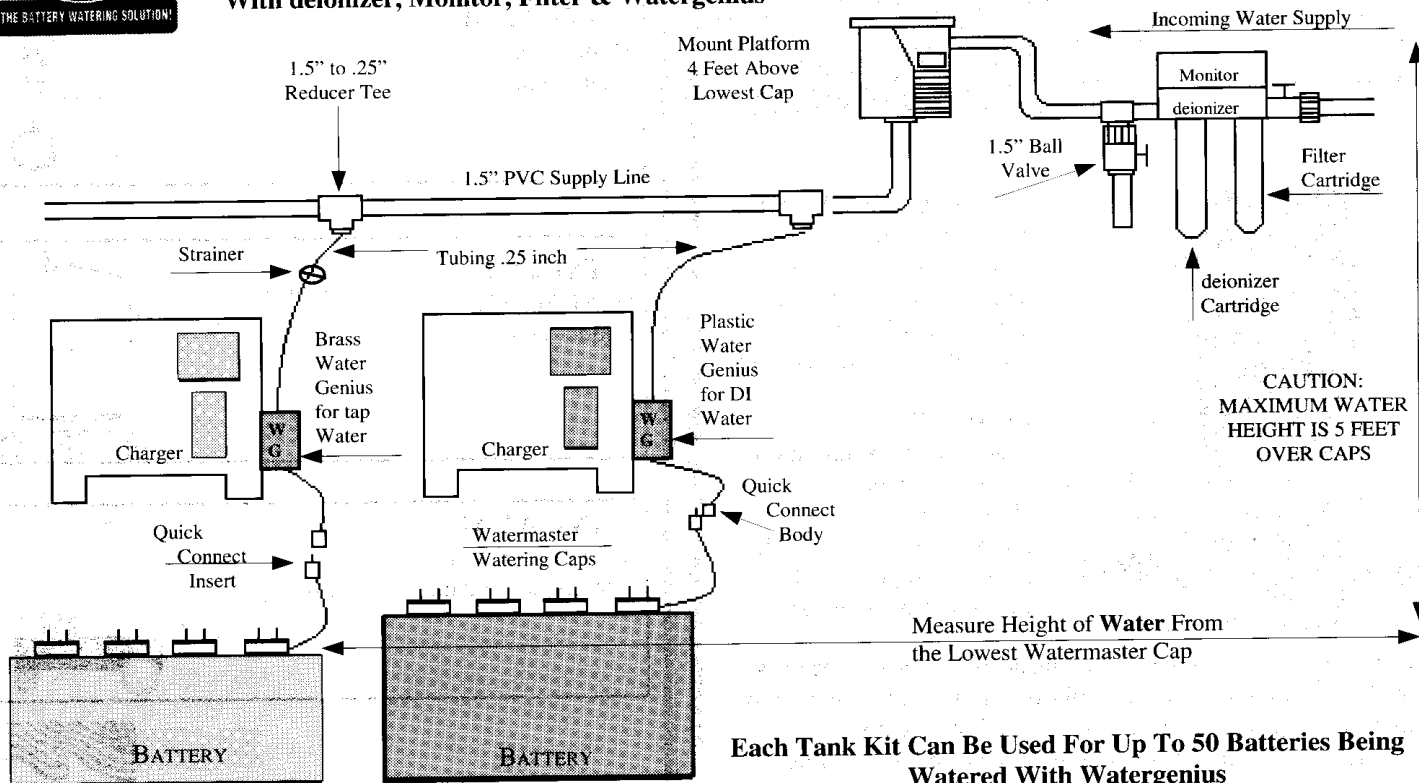 THE BATTERY WATERING SOLUTION!
With deionizer, Monitor, Filter & Watergenius
Incoming Water Supply
Mount Platform
4 Feet Above
Lowest Cap
1.5" to .25"
Reducer Tee
Monitor
deionizer
1.5" Ball
Valve
Filter
Cartridge
1.5" PVC Supply Line
Strainer
Tubing .25 inch
deionizer
Cartridge
Brass
Water
Genius
for tap
Water
Plastic
Water
Genius
for DI
Water
CAUTION:
MAXIMUM WATER
HEIGHT IS 5 FEET
OVER CAPS
W
G
Charger
W
G
Charger
Quick
Connect
Insert
Watermaster
Watering Caps
Quick
Connect
Body
Measure Height of Water From
the Lowest Watermaster Cap
BATTERY
BATTERY
Each Tank Kit Can Be Used For Up To 50 Batteries Being
Watered With Watergenius